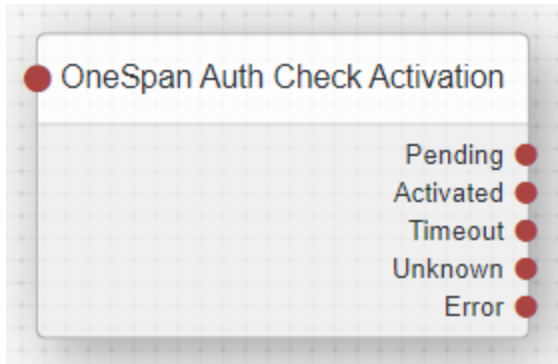 OneSpan Auth Check Activation
Pending
Activated
Timeout
Unknown
Error